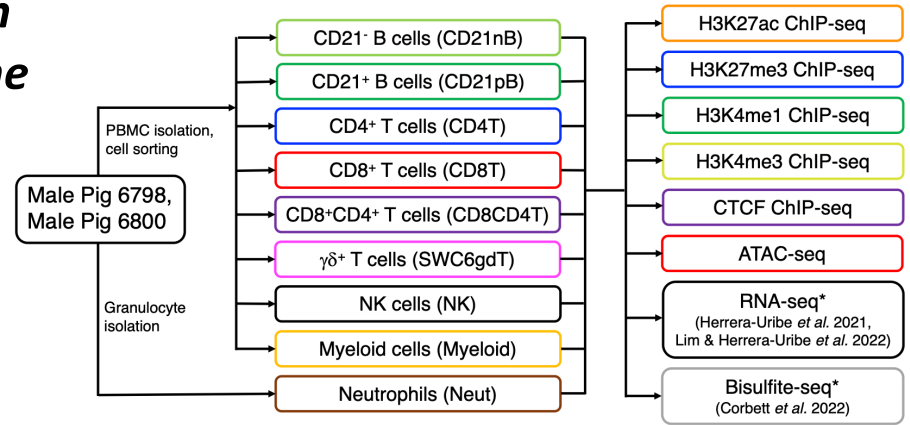 Male Pig 6798,
Male Pig 6800
PBMC isolation,
cell sorting
Granulocyte
isolation
CD21⁻ B cells (CD21nB)
CD21⁺ B cells (CD21pB)
CD4⁺ T cells (CD4T)
CD8⁺ T cells (CD8T)
CD8⁺CD4⁺ T cells (CD8CD4T)
γδ⁺ T cells (SWC6gdT)
NK cells (NK)
Myeloid cells (Myeloid)
Neutrophils (Neut)
H3K27ac ChIP-seq
H3K27me3 ChIP-seq
H3K4me1 ChIP-seq
H3K4me3 ChIP-seq
CTCF ChIP-seq
ATAC-seq
RNA-seq*
(Herrera-Uribe et al. 2021,
Lim & Herrera-Uribe et al. 2022)
Bisulfite-seq*
(Corbett et al. 2022)